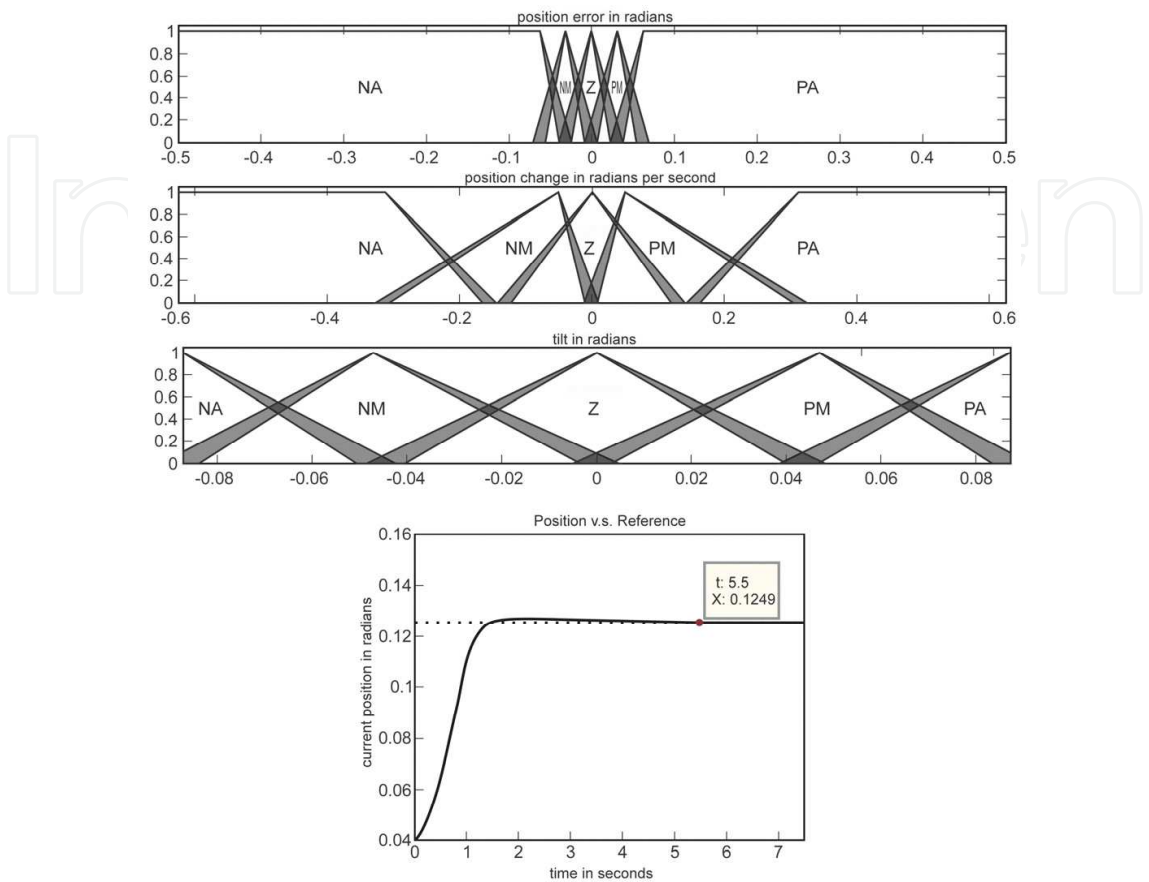 position error in radians
1
0.8
0.6
0.4
0.2
0
NA NM Z PM PA
-0.5 -0.4 -0.3 -0.2 -0.1 0 0.1 0.2 0.3 0.4 0.5
position change in radians per second
1
0.8
0.6
0.4
0.2
0
NA NM Z PM PA
-0.6 -0.4 -0.2 0 0.2 0.4 0.6
tilt in radians
1
0.8
0.6
0.4
0.2
0
NA NM Z PM PA
-0.08 -0.06 -0.04 -0.02 0 0.02 0.04 0.06 0.08
Position v.s. Reference
0.16
0.14
0.12
0.1
0.08
0.06
0.04
current position in radians
t: 5.5
X: 0.1249
0 1 2 3 4 5 6 7
time in seconds